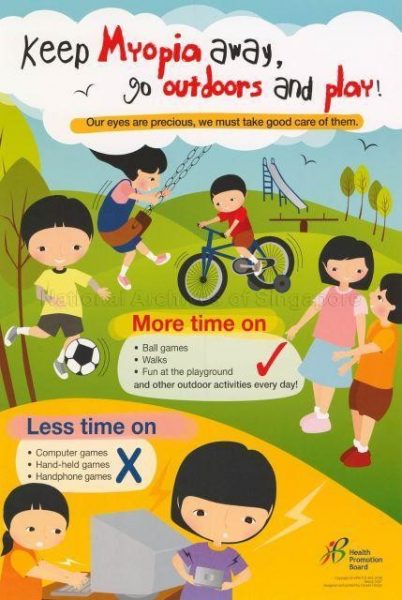 Keep Myopia away,
go outdoors and play!
Our eyes are precious, we must take good care of them.
National Archives of Singapore
More time on
• Ball games
• Walks
• Fun at the playground
and other outdoor activities every day!
Less time on
• Computer games
• Hand-held games
• Handphone games
X
Health
Promotion
Board